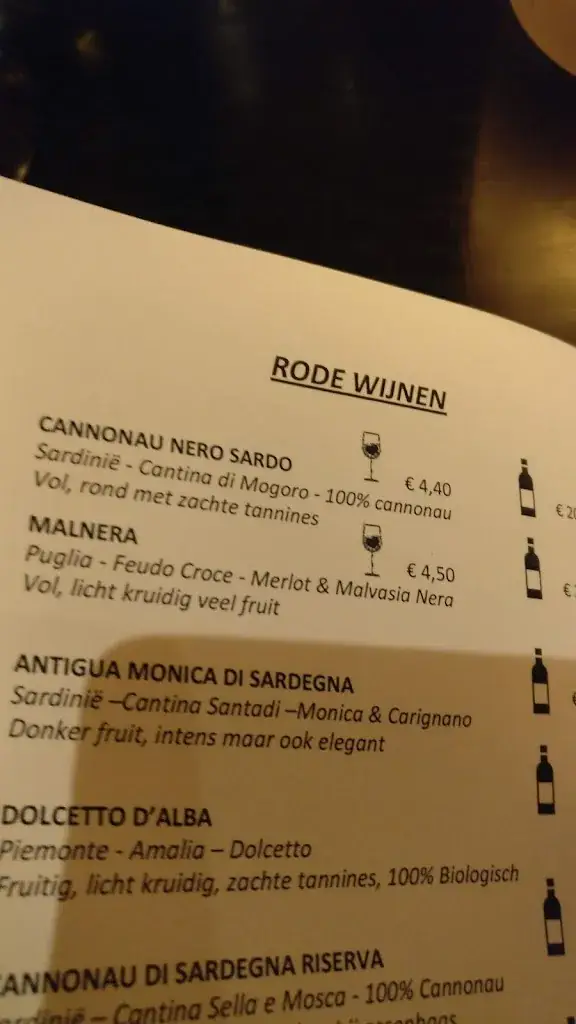 RODE WIJNEN
CANNONAU NERO SARDO
Sardinië - Cantina di Mogoro - 100% cannonau € 4,40
Vol, rond met zachte tannines
MALNERA
Puglia - Feudo Croce - Merlot & Malvasia Nera € 4,50
Vol, licht kruidig veel fruit
ANTIGUA MONICA DI SARDEGNA
Sardinië –Cantina Santadi –Monica & Carignano
Donker fruit, intens maar ook elegant
DOLCETTO D'ALBA
Piemonte - Amalia – Dolcetto
Fruitig, licht kruidig, zachte tannines, 100% Biologisch
CANNONAU DI SARDEGNA RISERVA
Sardinië – Cantina Sella e Mosca - 100% Cannonau